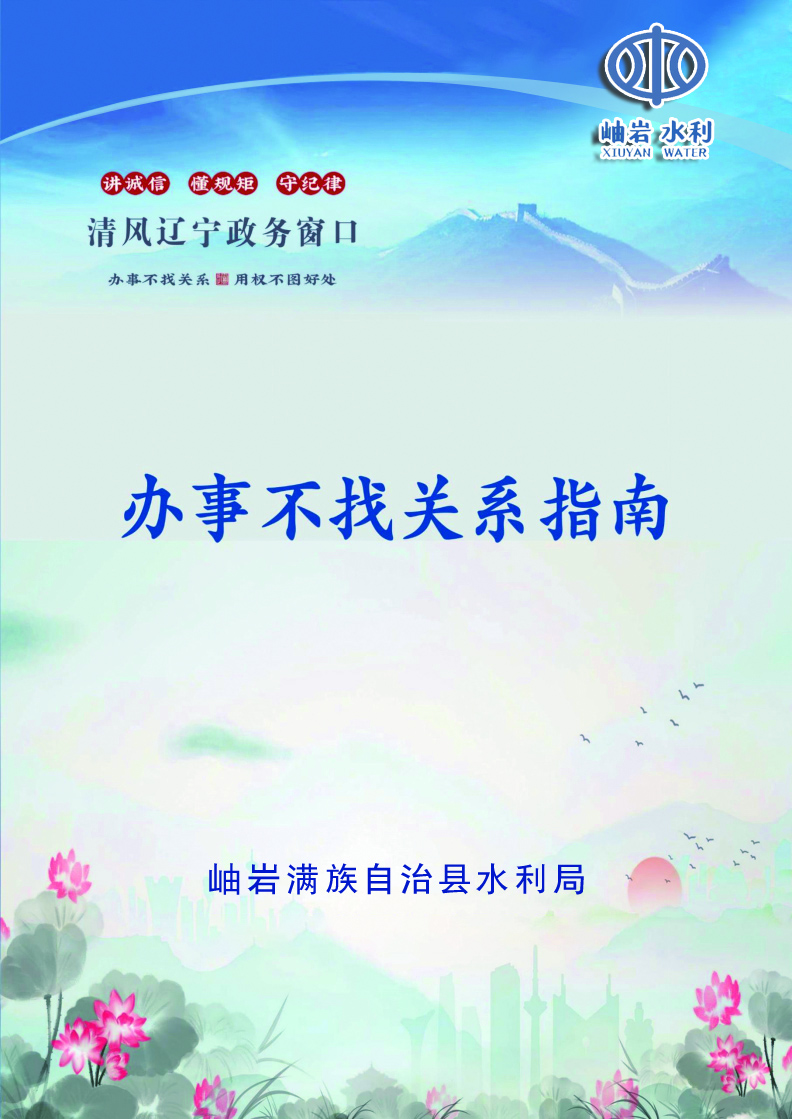 岫岩 水利
XIUYAN WATER
讲诚信 懂规矩 守纪律
清风辽宁政务窗口
办事不找关系 用权不图好处
办事不找关系指南
岫岩满族自治县水利局